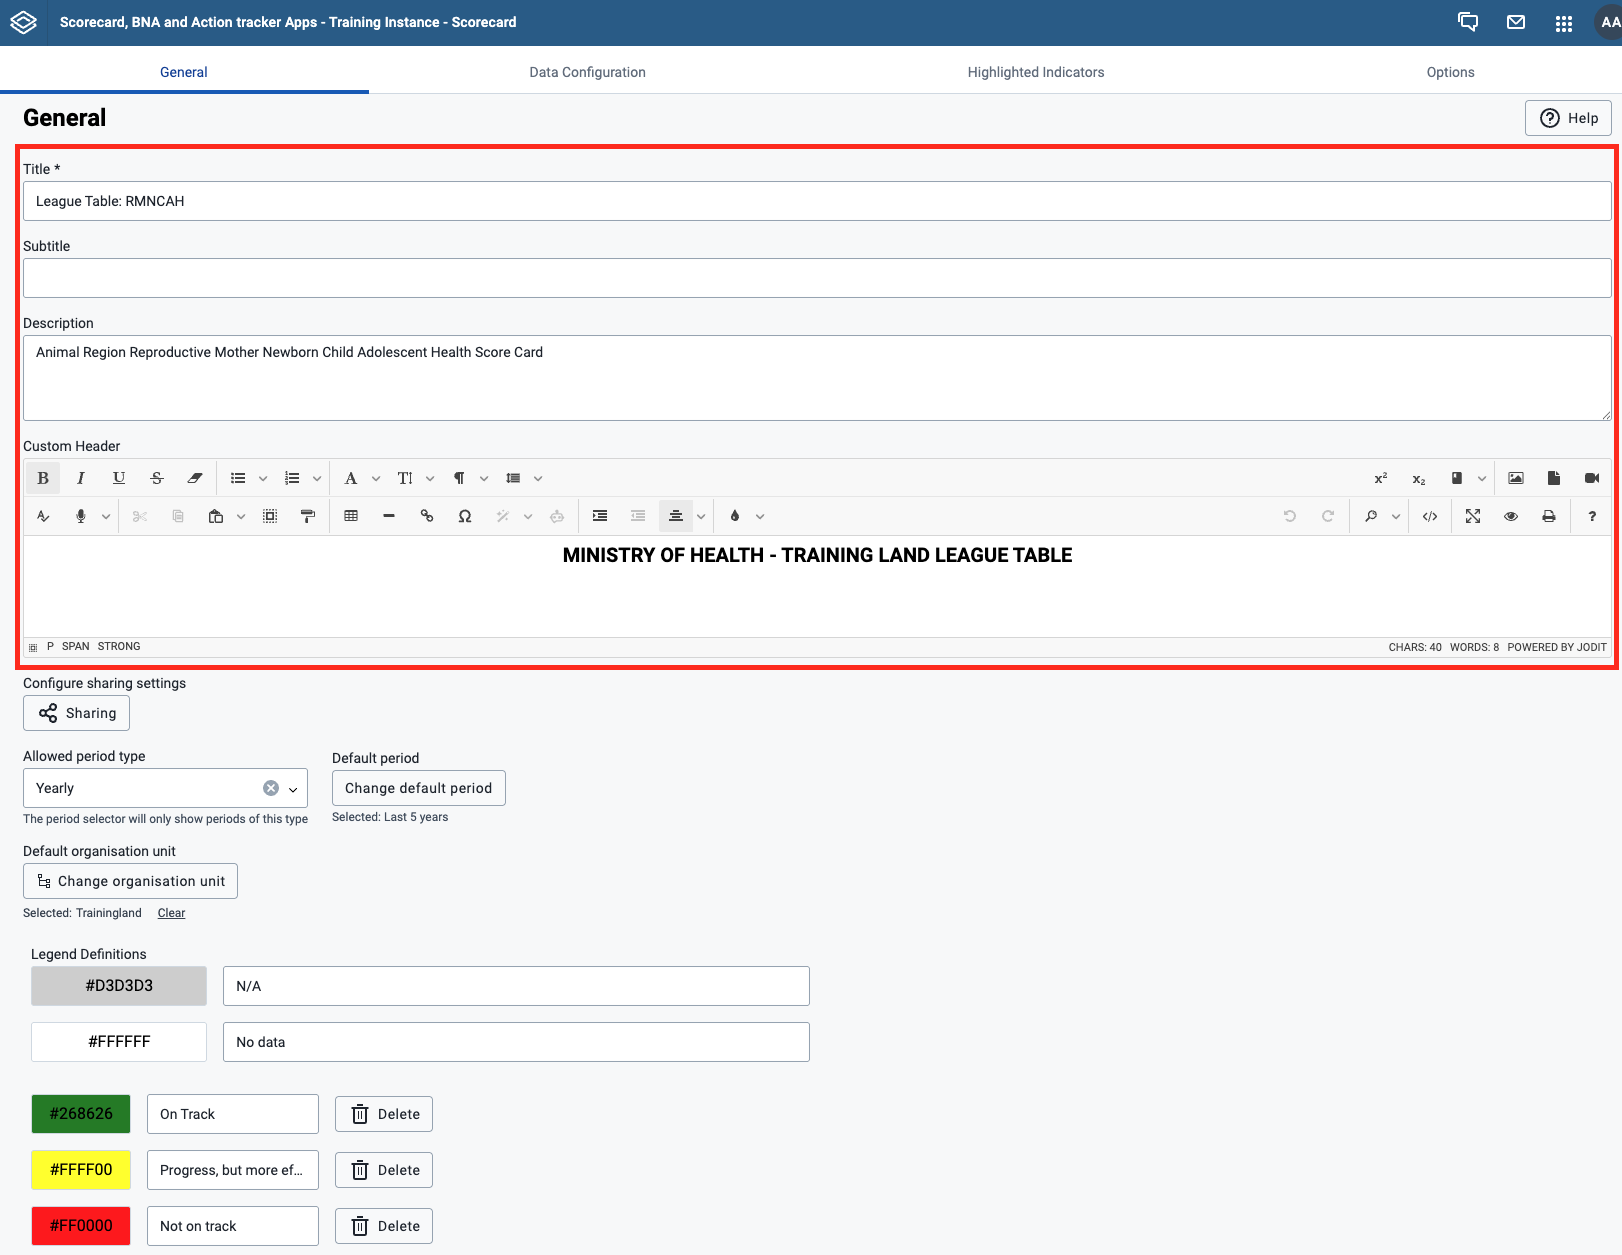 Scorecard, BNA and Action tracker Apps - Training Instance - Scorecard
AA
General
Data Configuration
Highlighted Indicators
Options
General
Help
Title *
League Table: RMNCAH
Subtitle
Description
Animal Region Reproductive Mother Newborn Child Adolescent Health Score Card
Custom Header
MINISTRY OF HEALTH - TRAINING LAND LEAGUE TABLE
P SPAN STRONG
CHARS: 40 WORDS: 8 POWERED BY JODIT
Configure sharing settings
Sharing
Allowed period type
Default period
Yearly
Change default period
The period selector will only show periods of this type
Selected: Last 5 years
Default organisation unit
Change organisation unit
Selected: Trainingland Clear
Legend Definitions
#D3D3D3
N/A
#FFFFFF
No data
#268626
On Track
Delete
#FFFF00
Progress, but more ef...
Delete
#FF0000
Not on track
Delete